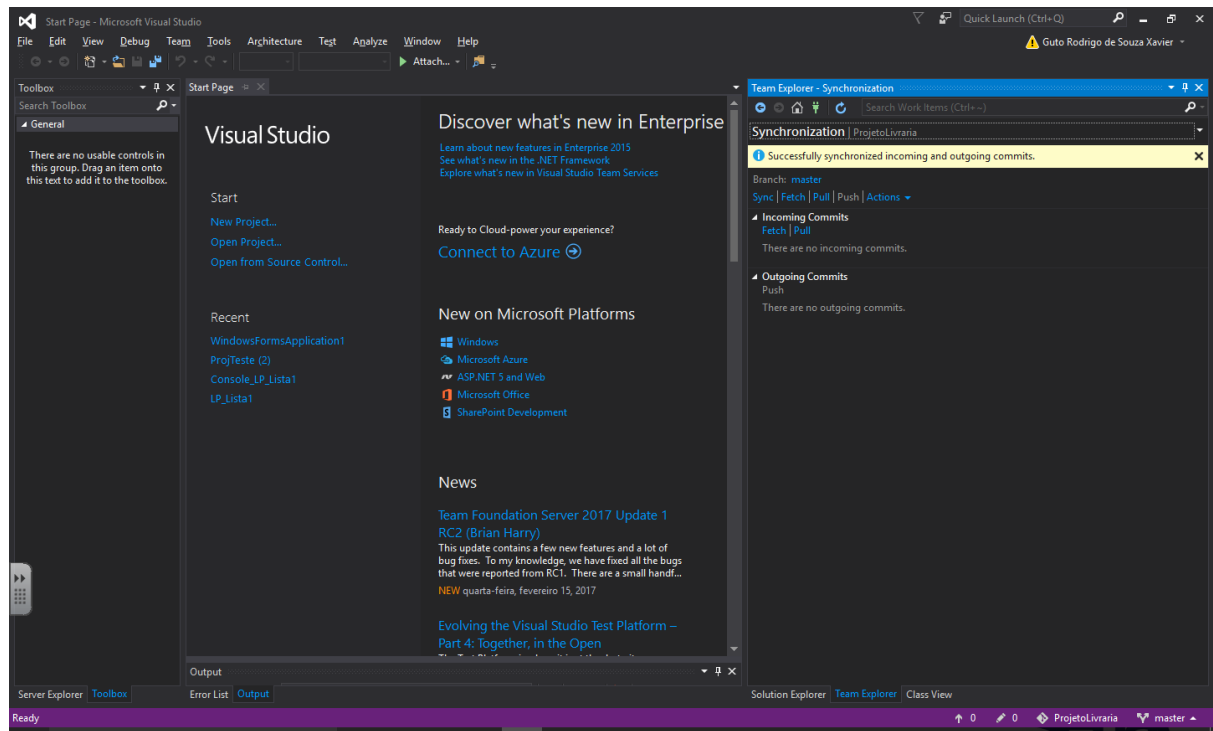 Start Page - Microsoft Visual Studio
Quick Launch (Ctrl+Q)
File Edit View Debug Team Tools Architecture Test Analyze Window Help
Guto Rodrigo de Souza Xavier
Attach...
Toolbox
Search Toolbox
General
There are no usable controls in
this group. Drag an item onto
this text to add it to the toolbox.
Start Page
Visual Studio
Start
New Project...
Open Project...
Open from Source Control...
Recent
WindowsFormsApplication1
ProjTeste (2)
Console_LP_Lista1
LP_Lista1
Discover what's new in Enterprise
Learn about new features in Enterprise 2015
See what's new in the .NET Framework
Explore what's new in Visual Studio Team Services
Ready to Cloud-power your experience?
Connect to Azure
New on Microsoft Platforms
Windows
Microsoft Azure
ASP.NET 5 and Web
Microsoft Office
SharePoint Development
News
Team Foundation Server 2017 Update 1
RC2 (Brian Harry)
This update contains a few new features and a lot of
bug fixes. To my knowledge, we have fixed all the bugs
that were reported from RC1. There are a small handf...
NEW quarta-feira, fevereiro 15, 2017
Evolving the Visual Studio Test Platform –
Part 4: Together, in the Open
Output
Team Explorer - Synchronization
Search Work Items (Ctrl+~)
Synchronization | ProjetoLivraria
Successfully synchronized incoming and outgoing commits.
Branch: master
Sync | Fetch | Pull | Push | Actions
Incoming Commits
Fetch | Pull
There are no incoming commits.
Outgoing Commits
Push
There are no outgoing commits.
Server Explorer Toolbox
Error List Output
Solution Explorer Team Explorer Class View
Ready
0 0 ProjetoLivraria master